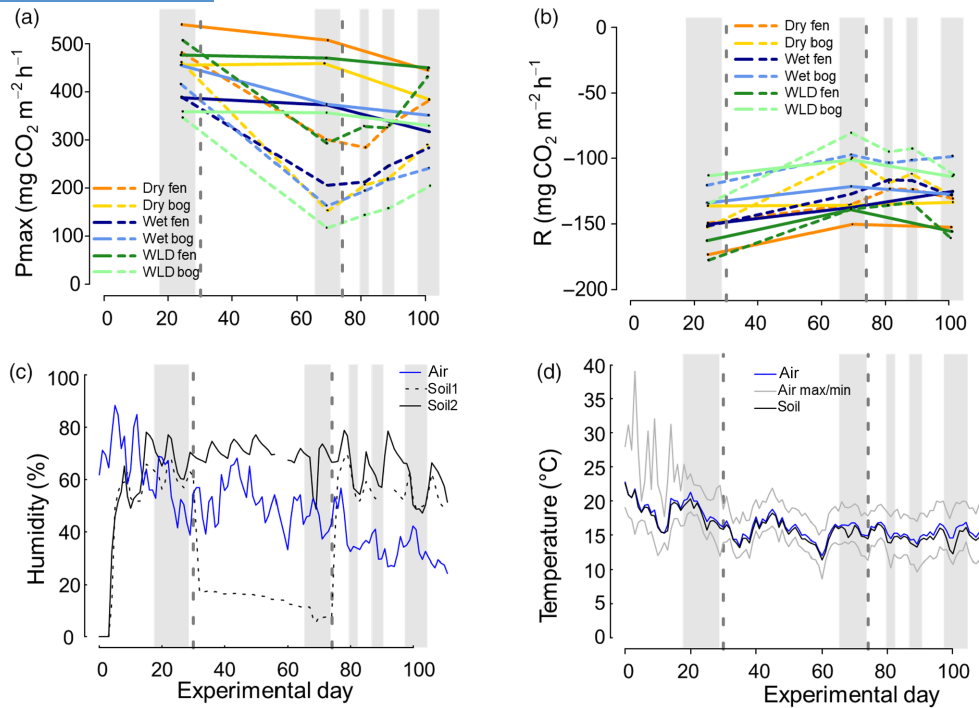 (a)
Pmax (mg CO₂ m⁻² h⁻¹)
500
400
300
200
100
0
Dry fen
Dry bog
Wet fen
Wet bog
WLD fen
WLD bog
0 20 40 60 80 100
(b)
R (mg CO₂ m⁻² h⁻¹)
0
−50
−100
−150
−200
Dry fen
Dry bog
Wet fen
Wet bog
WLD fen
WLD bog
0 20 40 60 80 100
(c)
Humidity (%)
100
80
60
40
20
0
Air
Soil1
Soil2
0 20 40 60 80 100
Experimental day
(d)
Temperature (°C)
40
35
30
25
20
15
10
5
0
Air
Air max/min
Soil
0 20 40 60 80 100
Experimental day